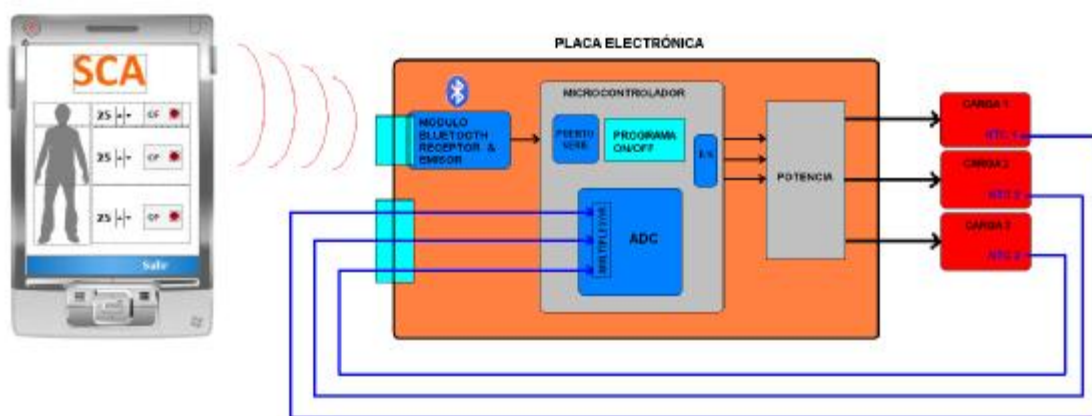 SCA
25
OF
25
OF
25
OF
Salir
PLACA ELECTRÓNICA
MODULO
BLUETOOTH
RECEPTOR &
EMISOR
MICROCONTROLADOR
PUERTO
SERIE
PROGRAMA
ON/OFF
E/S
MULTIPLEXOR
ADC
POTENCIA
CARGA 1
NTC 1
CARGA 2
NTC 2
CARGA 3
NTC 3